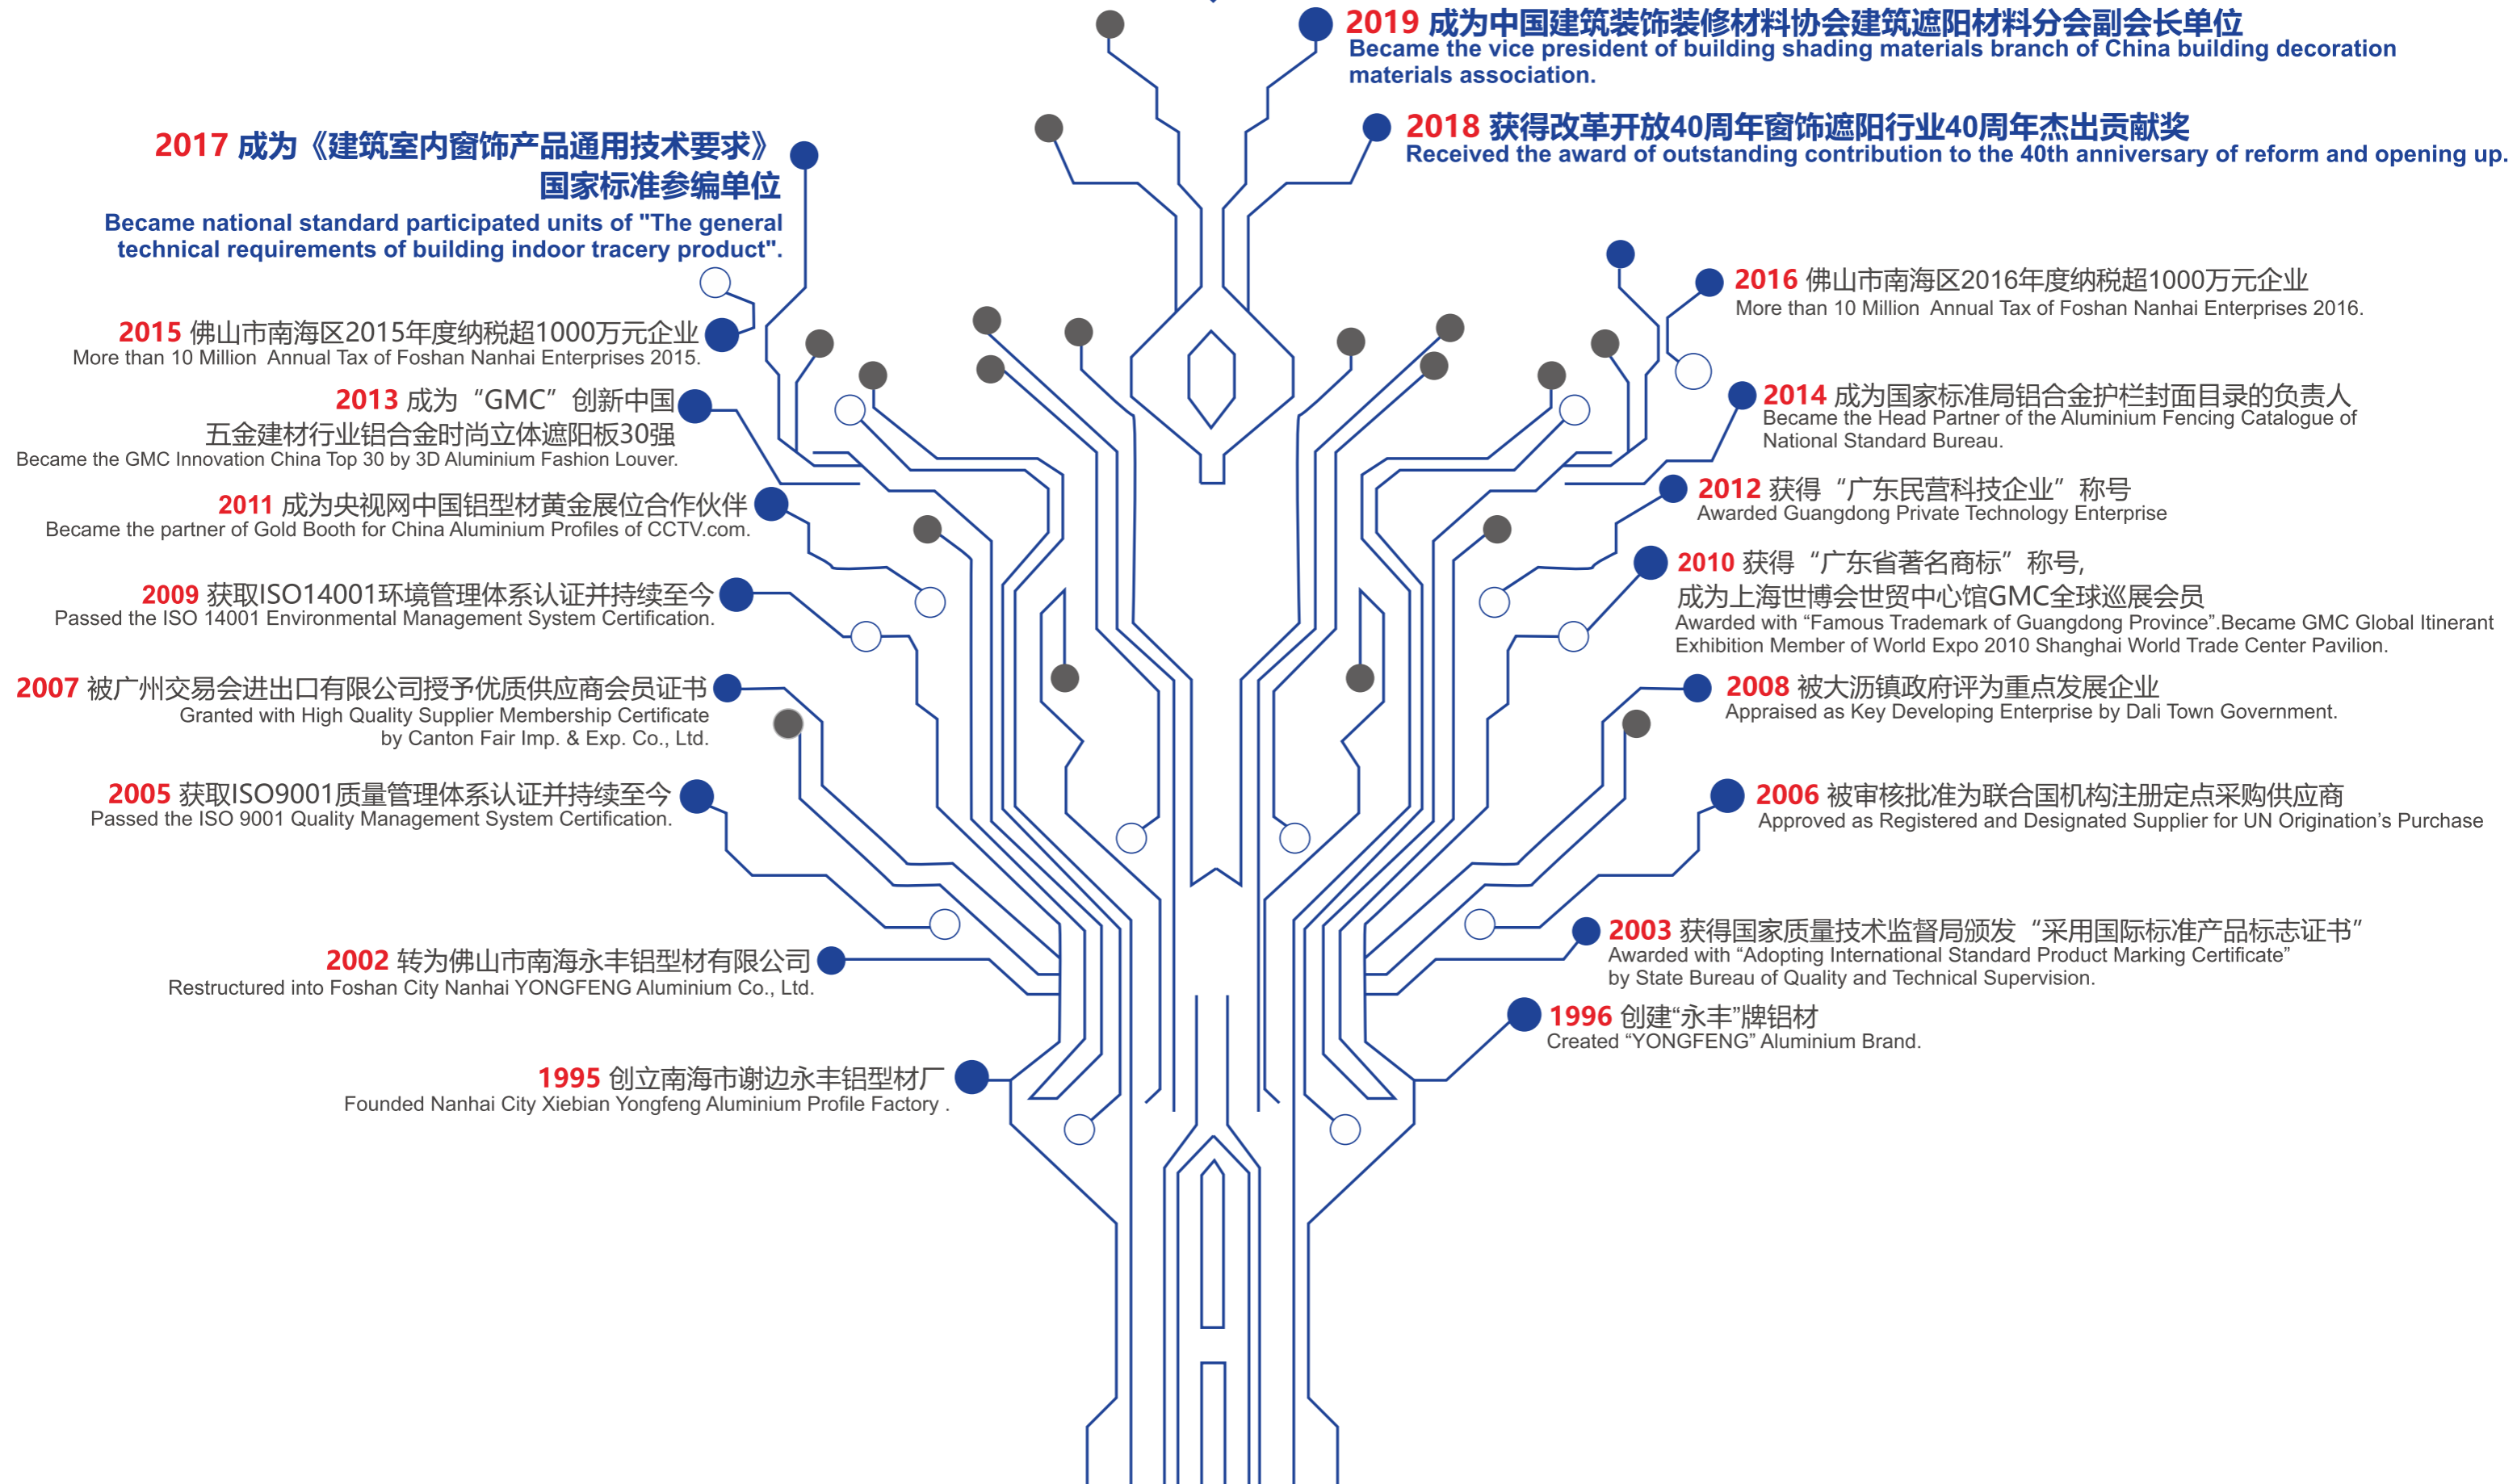 2019 成为中国建筑装饰装修材料协会建筑遮阳材料分会副会长单位
Became the vice president of building shading materials branch of China building decoration
materials association.
2018 获得改革开放40周年窗饰遮阳行业40周年杰出贡献奖
Received the award of outstanding contribution to the 40th anniversary of reform and opening up.
2017 成为《建筑室内窗饰产品通用技术要求》
国家标准参编单位
Became national standard participated units of "The general
technical requirements of building indoor tracery product".
2016 佛山市南海区2016年度纳税超1000万元企业
More than 10 Million Annual Tax of Foshan Nanhai Enterprises 2016.
2015 佛山市南海区2015年度纳税超1000万元企业
More than 10 Million Annual Tax of Foshan Nanhai Enterprises 2015.
2014 成为国家标准局铝合金护栏封面目录的负责人
Became the Head Partner of the Aluminium Fencing Catalogue of
National Standard Bureau.
2013 成为“GMC”创新中国
五金建材行业铝合金时尚立体遮阳板30强
Became the GMC Innovation China Top 30 by 3D Aluminium Fashion Louver.
2012 获得“广东民营科技企业”称号
Awarded Guangdong Private Technology Enterprise
2011 成为央视网中国铝型材黄金展位合作伙伴
Became the partner of Gold Booth for China Aluminium Profiles of CCTV.com.
2010 获得“广东省著名商标”称号,
成为上海世博会世贸中心馆GMC全球巡展会员
Awarded with “Famous Trademark of Guangdong Province”.Became GMC Global Itinerant
Exhibition Member of World Expo 2010 Shanghai World Trade Center Pavilion.
2009 获取ISO14001环境管理体系认证并持续至今
Passed the ISO 14001 Environmental Management System Certification.
2008 被大沥镇政府评为重点发展企业
Appraised as Key Developing Enterprise by Dali Town Government.
2007 被广州交易会进出口有限公司授予优质供应商会员证书
Granted with High Quality Supplier Membership Certificate
by Canton Fair Imp. & Exp. Co., Ltd.
2006 被审核批准为联合国机构注册定点采购供应商
Approved as Registered and Designated Supplier for UN Origination’s Purchase
2005 获取ISO9001质量管理体系认证并持续至今
Passed the ISO 9001 Quality Management System Certification.
2003 获得国家质量技术监督局颁发“采用国际标准产品标志证书”
Awarded with “Adopting International Standard Product Marking Certificate”
by State Bureau of Quality and Technical Supervision.
2002 转为佛山市南海永丰铝型材有限公司
Restructured into Foshan City Nanhai YONGFENG Aluminium Co., Ltd.
1996 创建“永丰”牌铝材
Created “YONGFENG” Aluminium Brand.
1995 创立南海市谢边永丰铝型材厂
Founded Nanhai City Xiebian Yongfeng Aluminium Profile Factory .